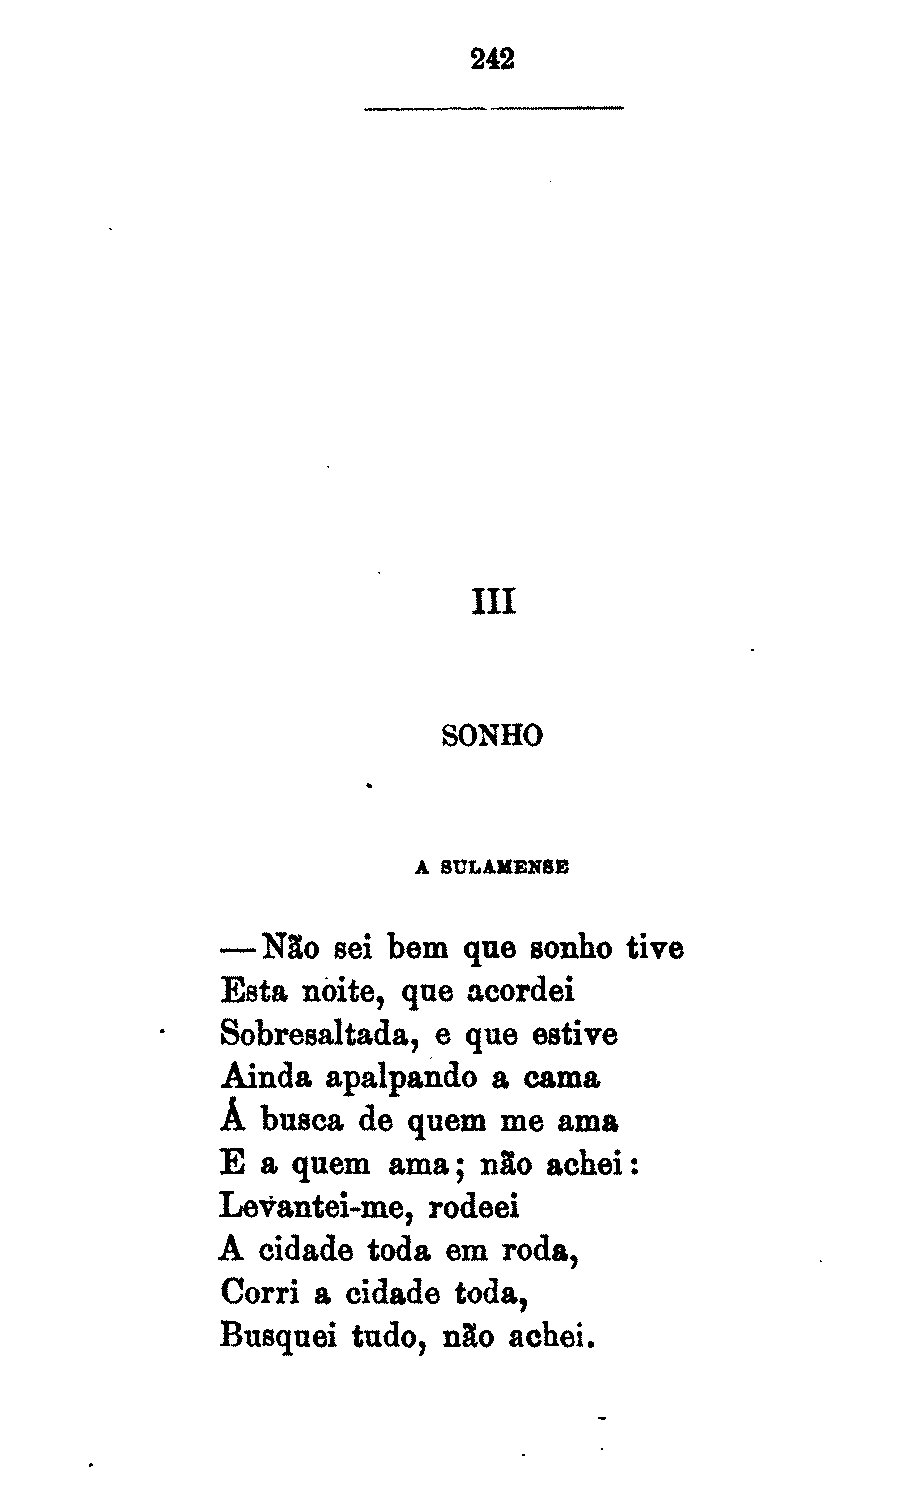 242
III
SONHO
A SULAMENSE
—Não sei bem que sonho tive
Esta noite, que acordei
Sobresaltada, e que estive
Ainda apalpando a cama
Á busca de quem me ama
E a quem ama; não achei:
Levantei-me, rodeei
A cidade toda em roda,
Corri a cidade toda,
Busquei tudo, não achei.